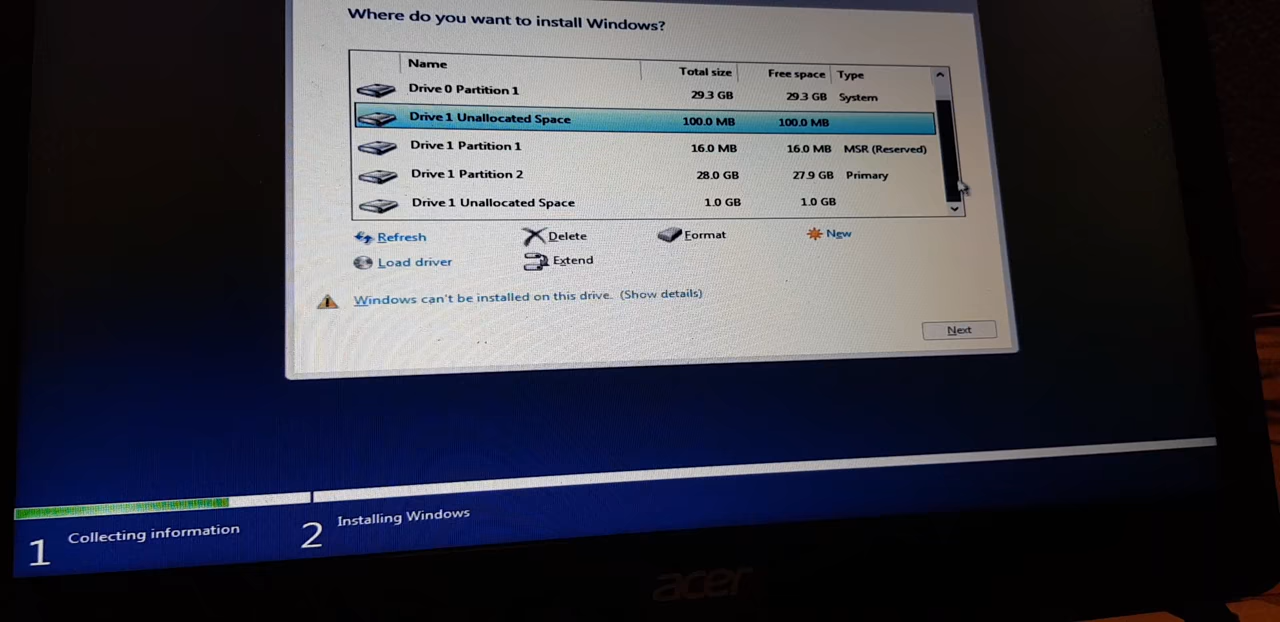 Where do you want to install Windows?
Name Total size Free space Type
Drive 0 Partition 1 29.3 GB 29.3 GB System
Drive 1 Unallocated Space 100.0 MB 100.0 MB
Drive 1 Partition 1 16.0 MB 16.0 MB MSR (Reserved)
Drive 1 Partition 2 28.0 GB 27.9 GB Primary
Drive 1 Unallocated Space 1.0 GB 1.0 GB
Refresh Delete Format New
Load driver Extend
Windows can't be installed on this drive. (Show details)
Next
1 Collecting information 2 Installing Windows
acer